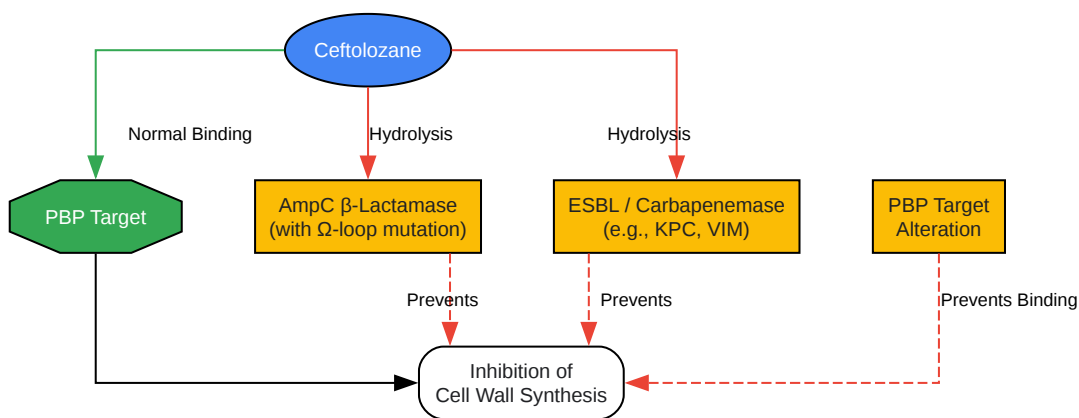 Ceftolozane
Normal Binding
Hydrolysis
Hydrolysis
PBP Target
AmpC β-Lactamase
(with Ω-loop mutation)
ESBL / Carbapenemase
(e.g., KPC, VIM)
PBP Target
Alteration
Prevents
Prevents
Prevents Binding
Inhibition of
Cell Wall Synthesis